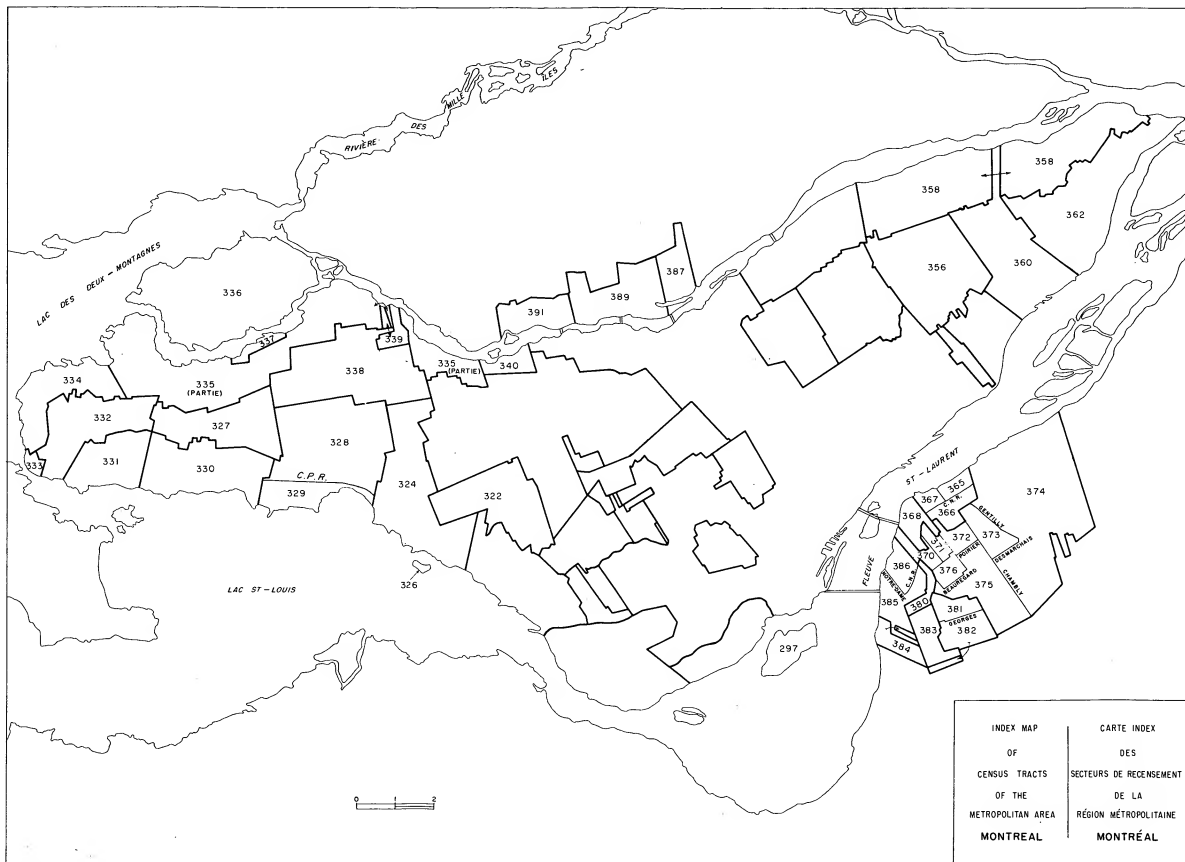 RIVIÈRE DES MILLE ÎLES
LAC DES DEUX-MONTAGNES
358
358
362
336
387
356
360
389
391
337
339
335
(PARTIE)
340
334
335
(PARTIE)
338
332
327
328
333
331
330
C.P.R.
329
324
322
326
LAC ST-LOUIS
FLEUVE ST-LAURENT
365
367
C.N.R.
366
368
374
GENTILLY
372
373
371
POIRIER
DESMARCHAIS
70
386
C.N.R.
376
BEAUREGARD
375
CHAMBLY
NOTRE-DAME
385
380
381
GEORGES
383
382
384
297
0 1 2
INDEX MAP
OF
CENSUS TRACTS
OF THE
METROPOLITAN AREA
MONTREAL
CARTE INDEX
DES
SECTEURS DE RECENSEMENT
DE LA
RÉGION MÉTROPOLITAINE
MONTRÉAL